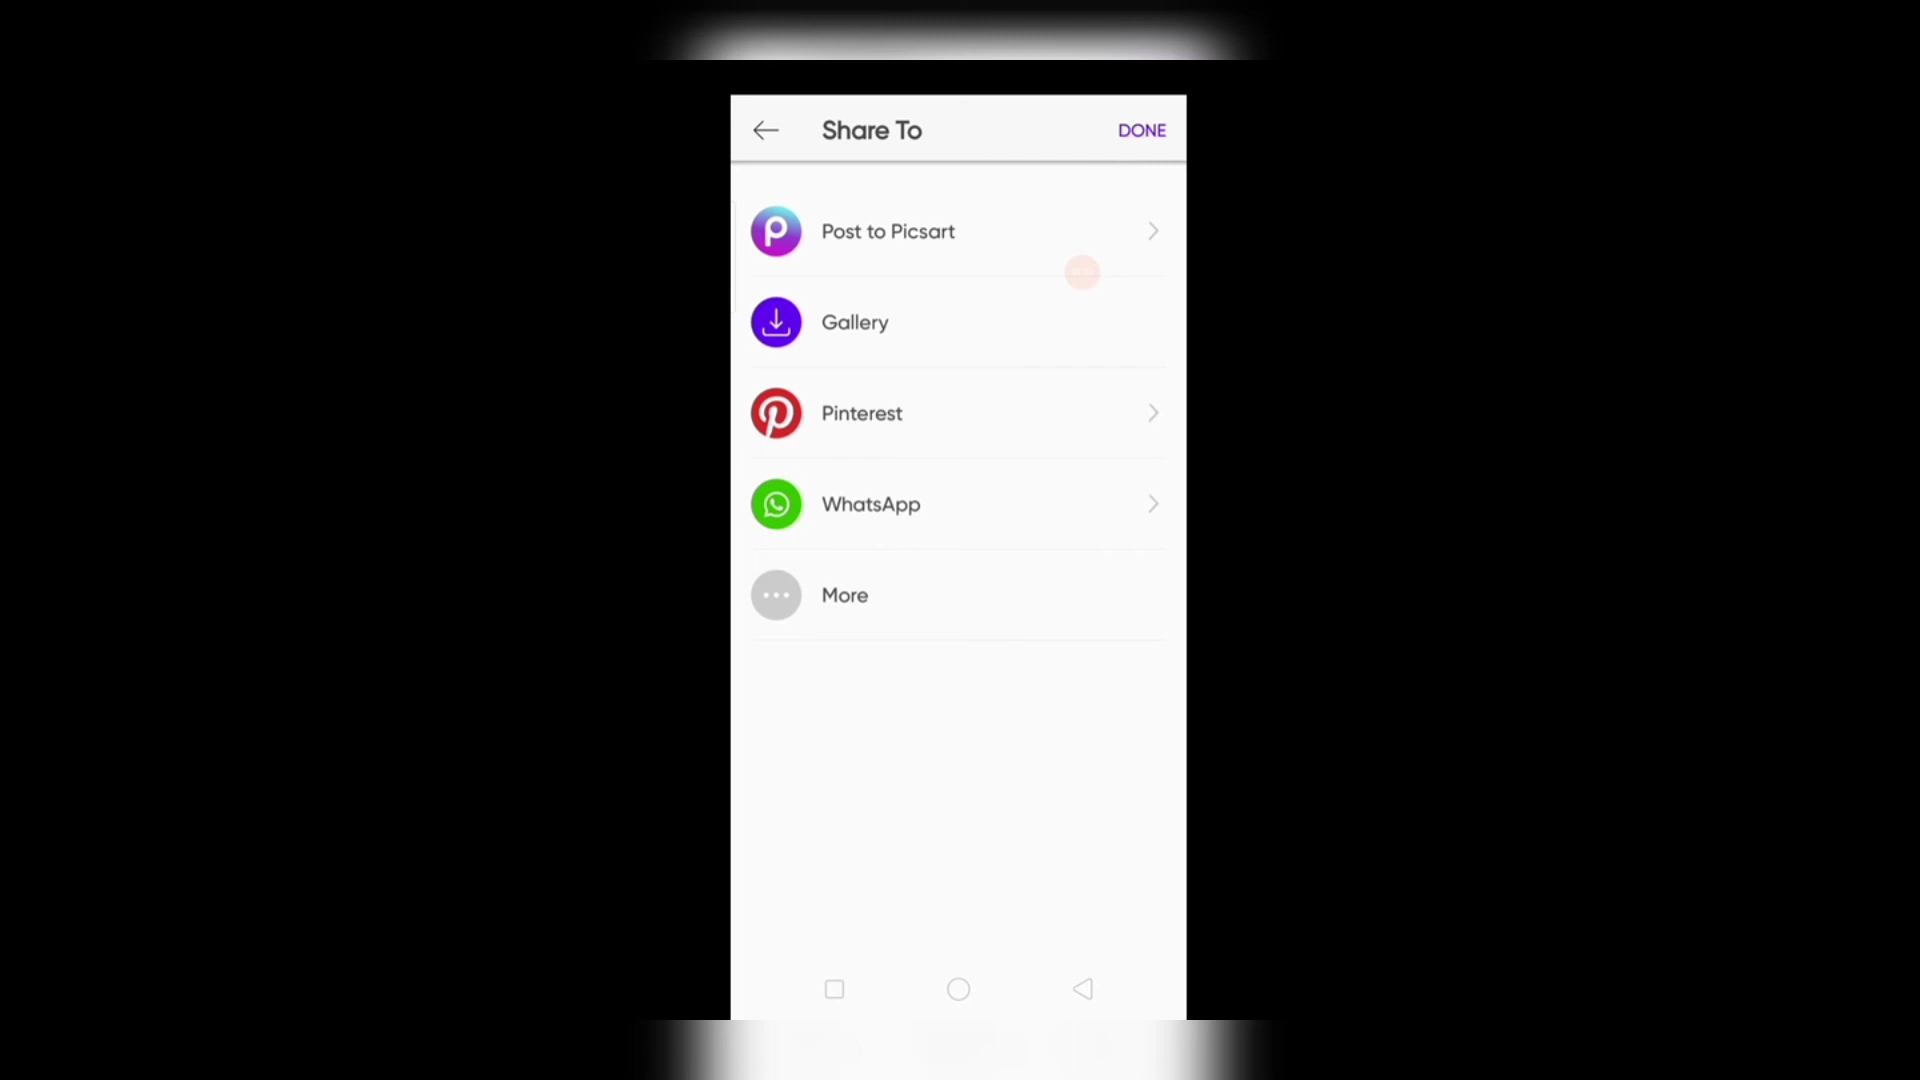 Share To
DONE
Post to Picsart
Gallery
Pinterest
WhatsApp
More